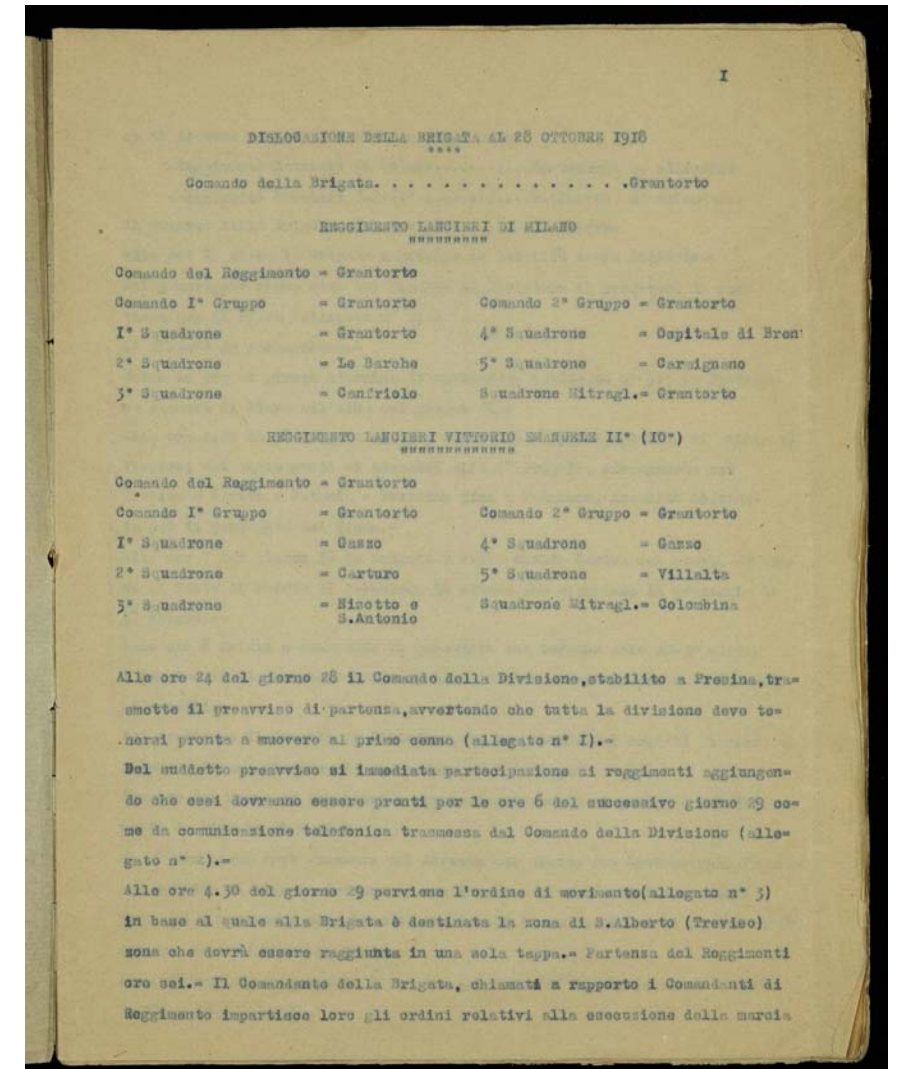 I
DISLOCAZIONE DELLA BRIGATA AL 28 OTTOBRE I9I8
""""
Comando della Brigata. . . . . . . . . . . . . . . .Grantorto
REGGIMENTO LANCIERI DI MILANO
"""""""""
Comando del Reggimento = Grantorto
Comando I° Gruppo = Grantorto Comando 2° Gruppo = Grantorto
I° Squadrone = Grantorto 4° Squadrone = Ospitale di Bren
2° Squadrone = Le Barche 5° Squadrone = Carmignano
3° Squadrone = Canfriolo Squadrone Mitragl.= Grantorto
REGGIMENTO LANCIERI VITTORIO EMANUELE II° (IO°)
"""""""""""""
Comando del Reggimento = Grantorto
Comando I° Gruppo = Grantorto Comando 2° Gruppo = Grantorto
I° Squadrone = Gazzo 4° Squadrone = Gazzo
2° Squadrone = Carturo 5° Squadrone = Villalta
3° Squadrone = Nisotto e Squadrone Mitragl.= Colombina
S.Antonio
Alle ore 24 del giorno 28 il Comando della Divisione,stabilito a Presina,tra=
smette il preavviso di partenza,avvertendo che tutta la divisione deve te=
nersi pronta a muovere al primo cenno (allegato n° I).=
Del suddetto preavviso si immediata partecipazione ai reggimenti aggiungen=
do che essi dovranno essere pronti per le ore 6 del successivo giorno 29 co=
me da comunicazione telefonica trasmessa dal Comando della Divisione (alle=
gato n° 2).=
Alle ore 4.30 del giorno 29 perviene l'ordine di movimento(allegato n° 3)
in base al quale alla Brigata è destinata la zona di S.Alberto (Treviso)
zona che dovrà essere raggiunta in una sola tappa.= Partenza dei Reggimenti
ore sei.= Il Comandante della Brigata, chiamati a rapporto i Comandanti di
Reggimento impartisce loro gli ordini relativi alla esecuzione della marcia